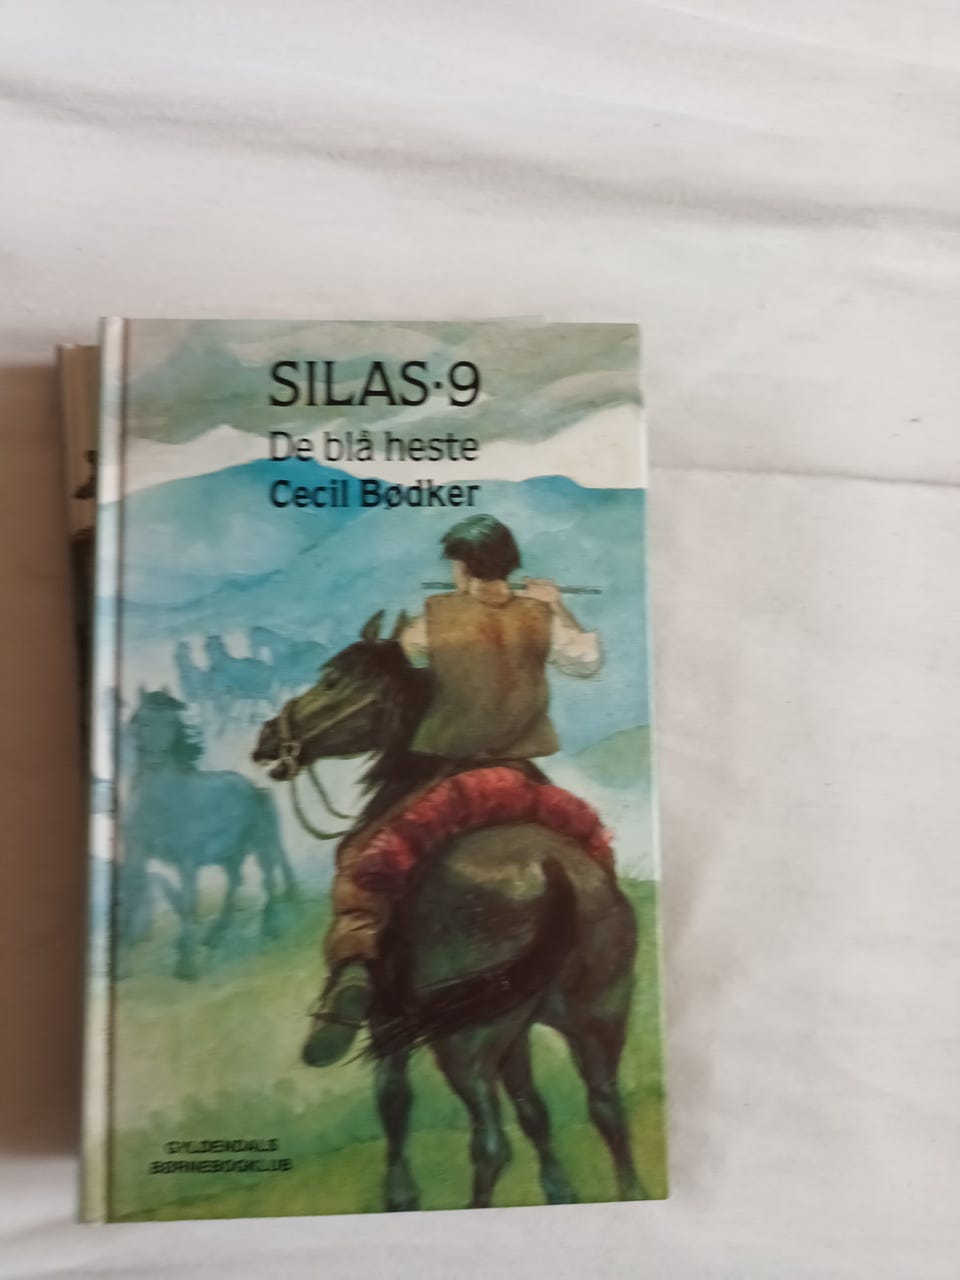 SILAS·9
De blå heste
Cecil Bødker
GYLDENDALS
BØRNEBOGKLUB